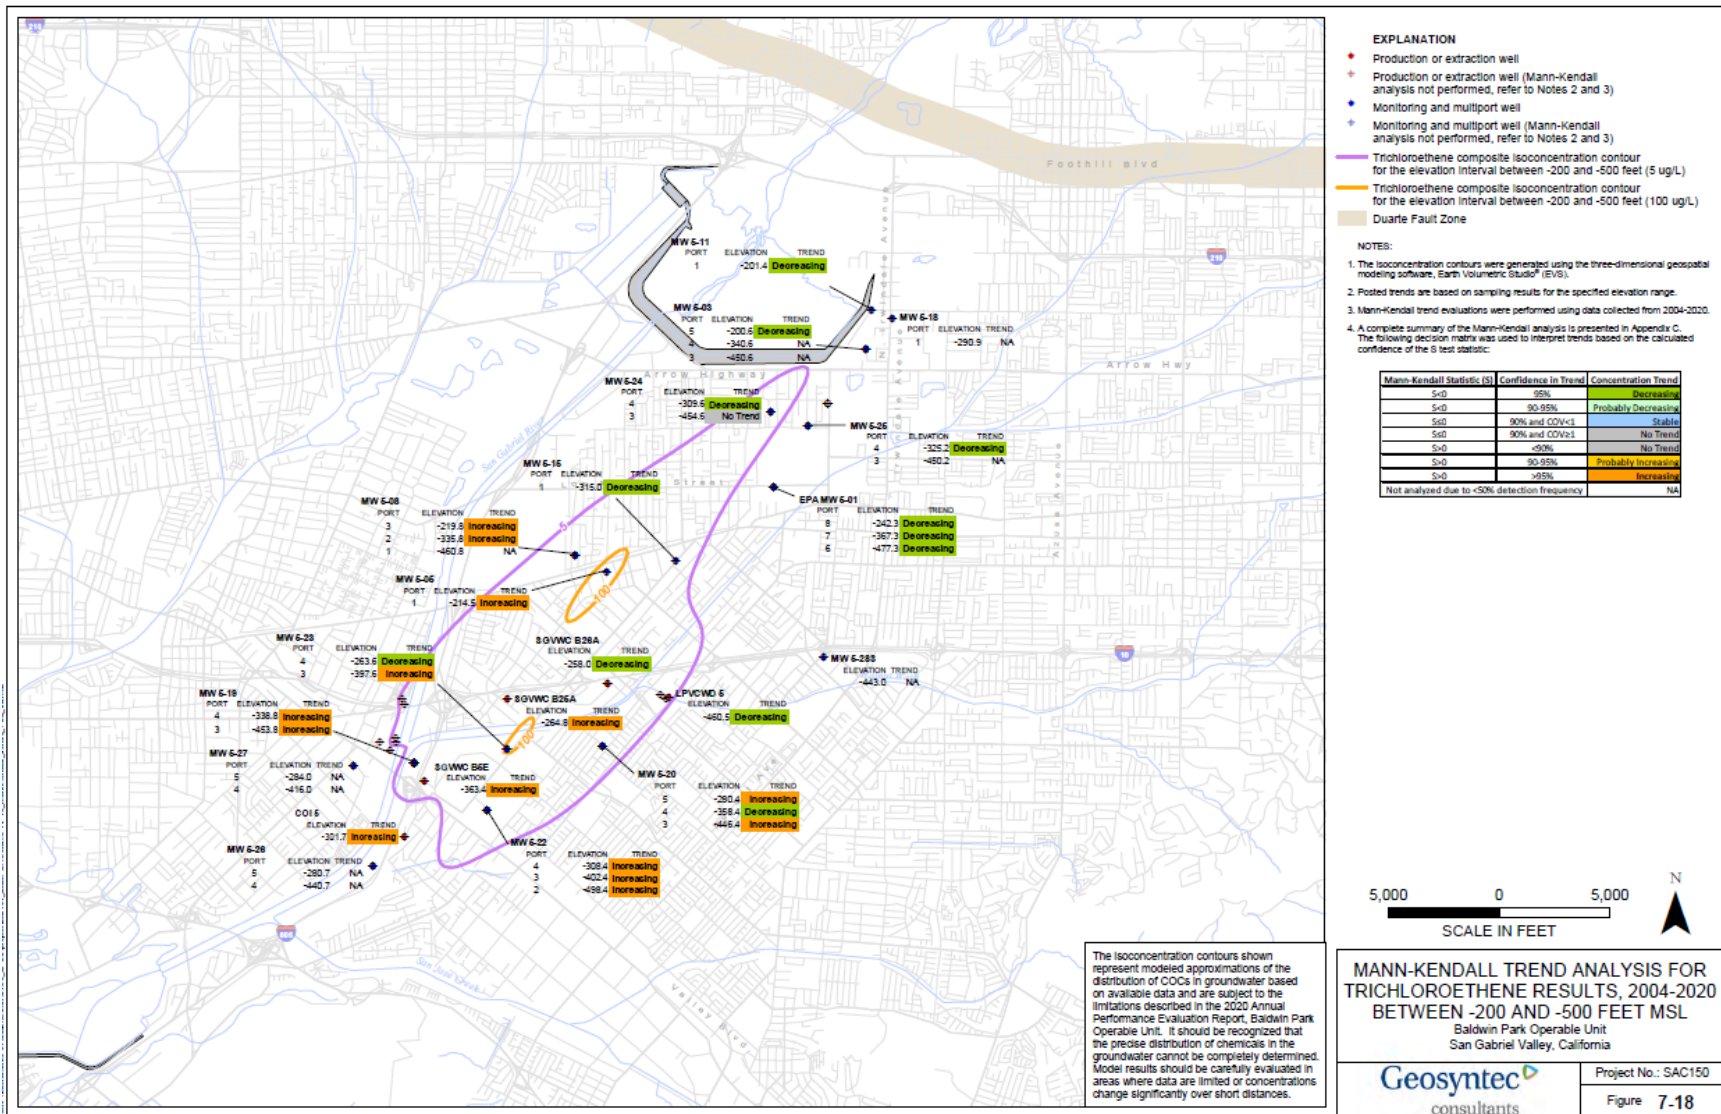 EXPLANATION
Production or extraction well
Production or extraction well (Mann-Kendall
analysis not performed, refer to Notes 2 and 3)
Monitoring and multiport well
Monitoring and multiport well (Mann-Kendall
analysis not performed, refer to Notes 2 and 3)
Trichloroethene composite isoconcentration contour
for the elevation interval between -200 and -500 feet (5 ug/L)
Trichloroethene composite isoconcentration contour
for the elevation interval between -200 and -500 feet (100 ug/L)
Duarte Fault Zone
NOTES:
1. The isoconcentration contours were generated using the three-dimensional geospatial
modeling software, Earth Volumetric Studio® (EVS).
2. Posted trends are based on sampling results for the specified elevation range.
3. Mann-Kendall trend evaluations were performed using data collected from 2004-2020.
4. A complete summary of the Mann-Kendall analysis is presented in Appendix C.
The following decision matrix was used to interpret trends based on the calculated
confidence of the S test statistic:
Mann-Kendall Statistic (S) Confidence in Trend Concentration Trend
S<0 95% Decreasing
S<0 90-95% Probably Decreasing
S≤0 90% and COV<1 Stable
S≤0 90% and COV≥1 No Trend
S>0 <90% No Trend
S>0 90-95% Probably Increasing
S>0 >95% Increasing
Not analyzed due to <50% detection frequency NA
210
Foothill Blvd
210
MW 5-11
PORT ELEVATION TREND
1 -201.4 Decreasing
MW 5-03
PORT ELEVATION TREND
5 -200.6 Decreasing
4 -340.6 NA
3 -450.6 NA
MW 5-18
PORT ELEVATION TREND
1 -290.9 NA
Arrow Highway
Arrow Hwy
MW 5-24
PORT ELEVATION TREND
4 -309.6 Decreasing
3 -454.6 No Trend
MW 5-25
PORT ELEVATION TREND
4 -325.2 Decreasing
3 -450.2 NA
San Gabriel River
Azusa Avenue
MW 5-15
PORT ELEVATION TREND
1 -315.0 Decreasing
Street
EPA MW 5-01
PORT ELEVATION TREND
8 -242.3 Decreasing
7 -367.3 Decreasing
6 -477.3 Decreasing
MW 5-08
PORT ELEVATION TREND
3 -219.8 Increasing
2 -335.8 Increasing
1 -460.8 NA
5
MW 5-05
PORT ELEVATION TREND
1 -214.5 Increasing
100
MW 5-23
PORT ELEVATION TREND
4 -263.6 Decreasing
3 -397.6 Increasing
SGVWC B26A
ELEVATION TREND
-258.0 Decreasing
10
MW 5-28S
ELEVATION TREND
-443.0 NA
MW 5-19
PORT ELEVATION TREND
4 -338.8 Increasing
3 -453.8 Increasing
SGVWC B25A
ELEVATION TREND
-264.8 Increasing
LPVCWD 5
ELEVATION TREND
-460.5 Decreasing
100
MW 5-27
PORT ELEVATION TREND
5 -284.0 NA
4 -416.0 NA
SGVWC B6E
ELEVATION TREND
-363.4 Increasing
MW 5-20
PORT ELEVATION TREND
5 -280.4 Increasing
4 -358.4 Decreasing
3 -446.4 Increasing
COI 5
ELEVATION TREND
-301.7 Increasing
MW 5-26
PORT ELEVATION TREND
5 -280.7 NA
4 -440.7 NA
MW 5-22
PORT ELEVATION TREND
4 -308.4 Increasing
3 -402.4 Increasing
2 -498.4 Increasing
San Jose Creek
Valley Blvd
The isoconcentration contours shown
represent modeled approximations of the
distribution of COCs in groundwater based
on available data and are subject to the
limitations described in the 2020 Annual
Performance Evaluation Report, Baldwin Park
Operable Unit. It should be recognized that
the precise distribution of chemicals in the
groundwater cannot be completely determined.
Model results should be carefully evaluated in
areas where data are limited or concentrations
change significantly over short distances.
N
5,000 0 5,000
SCALE IN FEET
MANN-KENDALL TREND ANALYSIS FOR
TRICHLOROETHENE RESULTS, 2004-2020
BETWEEN -200 AND -500 FEET MSL
Baldwin Park Operable Unit
San Gabriel Valley, California
Geosyntec
consultants
Project No.: SAC150
Figure 7-18